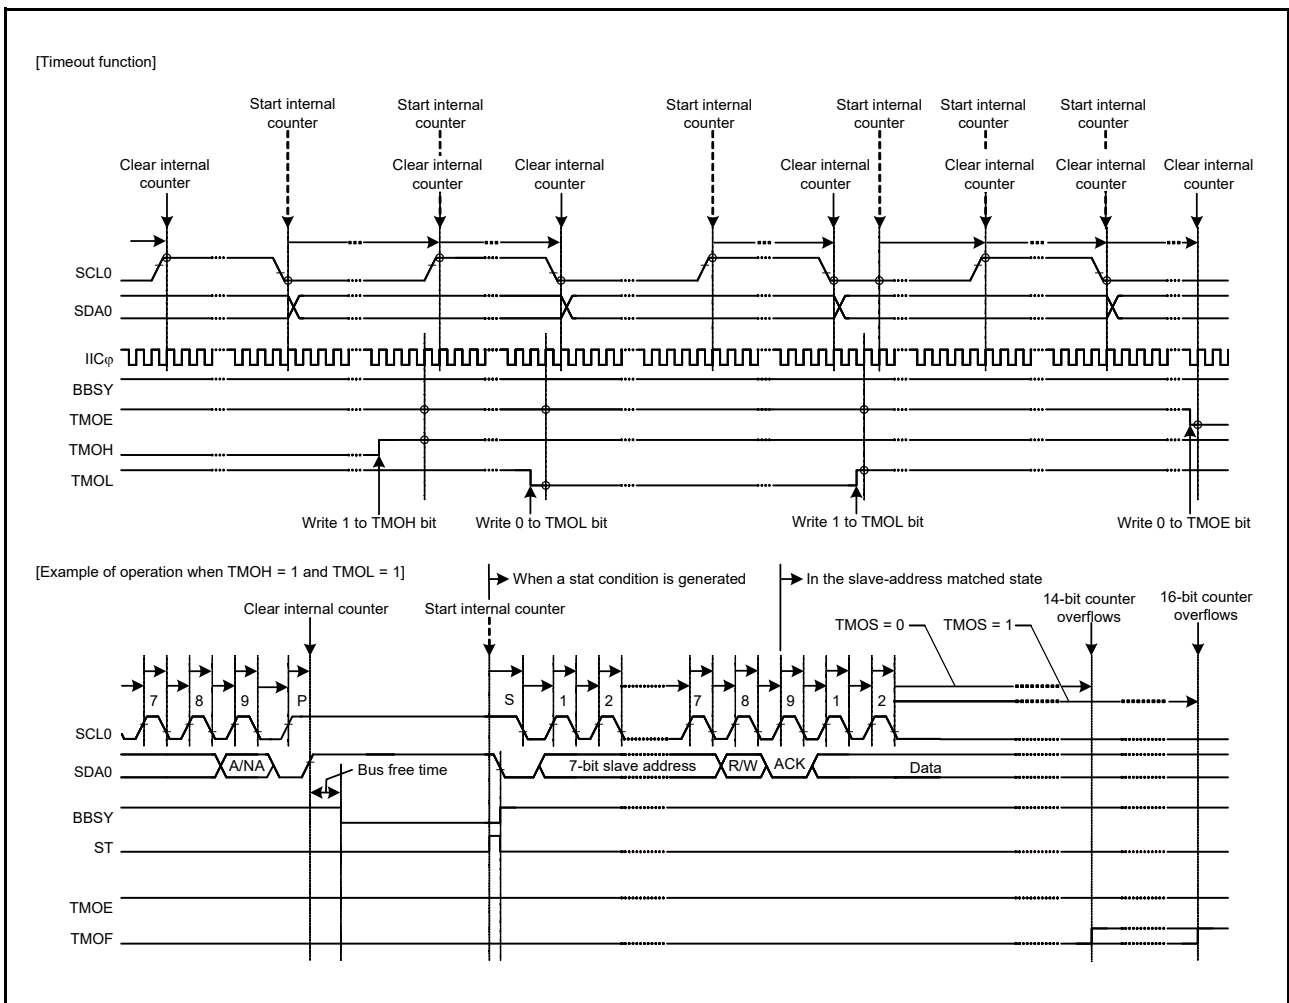 [Timeout function]
Start internal
counter
Start internal
counter
Start internal
counter
Start internal
counter
Start internal
counter
Start internal
counter
Clear internal
counter
Clear internal
counter
Clear internal
counter
Clear internal
counter
Clear internal
counter
Clear internal
counter
Clear internal
counter
SCL0
SDA0
IICφ
BBSY
TMOE
TMOH
TMOL
Write 1 to TMOH bit
Write 0 to TMOL bit
Write 1 to TMOL bit
Write 0 to TMOE bit
[Example of operation when TMOH = 1 and TMOL = 1]
When a stat condition is generated
In the slave-address matched state
Clear internal counter
Start internal counter
14-bit counter
overflows
16-bit counter
overflows
TMOS = 0
TMOS = 1
7 8 9 P S 1 2 7 8 9 1 2
SCL0
SDA0
A/NA
7-bit slave address
R/W
ACK
Data
Bus free time
BBSY
ST
TMOE
TMOF